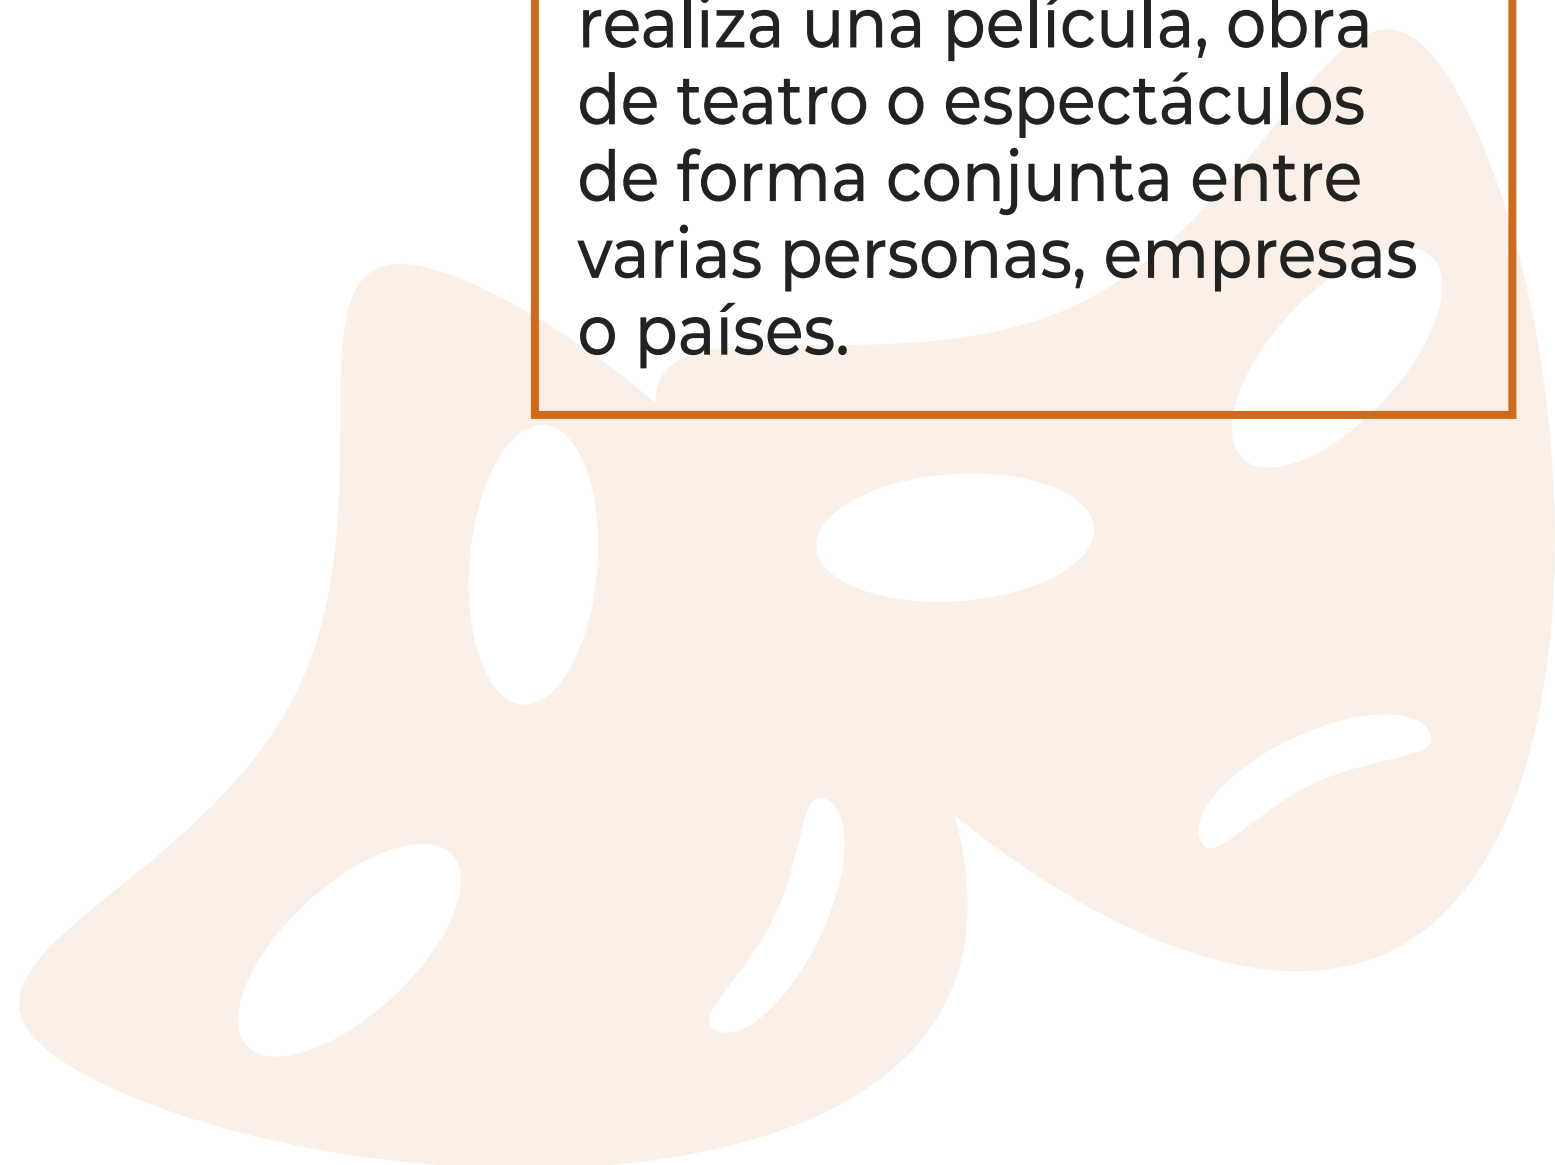 realiza una película, obra
de teatro o espectáculos
de forma conjunta entre
varias personas, empresas
o países.